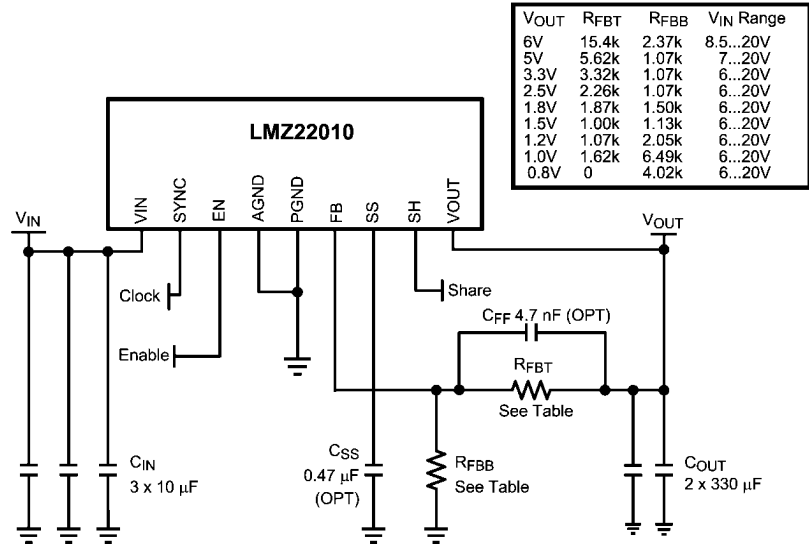 VOUT RFBT RFBB VIN Range
6V 15.4k 2.37k 8.5...20V
5V 5.62k 1.07k 7...20V
3.3V 3.32k 1.07k 6...20V
2.5V 2.26k 1.07k 6...20V
1.8V 1.87k 1.50k 6...20V
1.5V 1.00k 1.13k 6...20V
1.2V 1.07k 2.05k 6...20V
1.0V 1.62k 6.49k 6...20V
0.8V 0 4.02k 6...20V
LMZ22010
VIN
SYNC
EN
AGND
PGND
FB
SS
SH
VOUT
VIN
VOUT
Clock
Share
CFF 4.7 nF (OPT)
Enable
RFBT
See Table
CIN
3 x 10 μF
CSS
0.47 μF
(OPT)
RFBB
See Table
COUT
2 x 330 μF